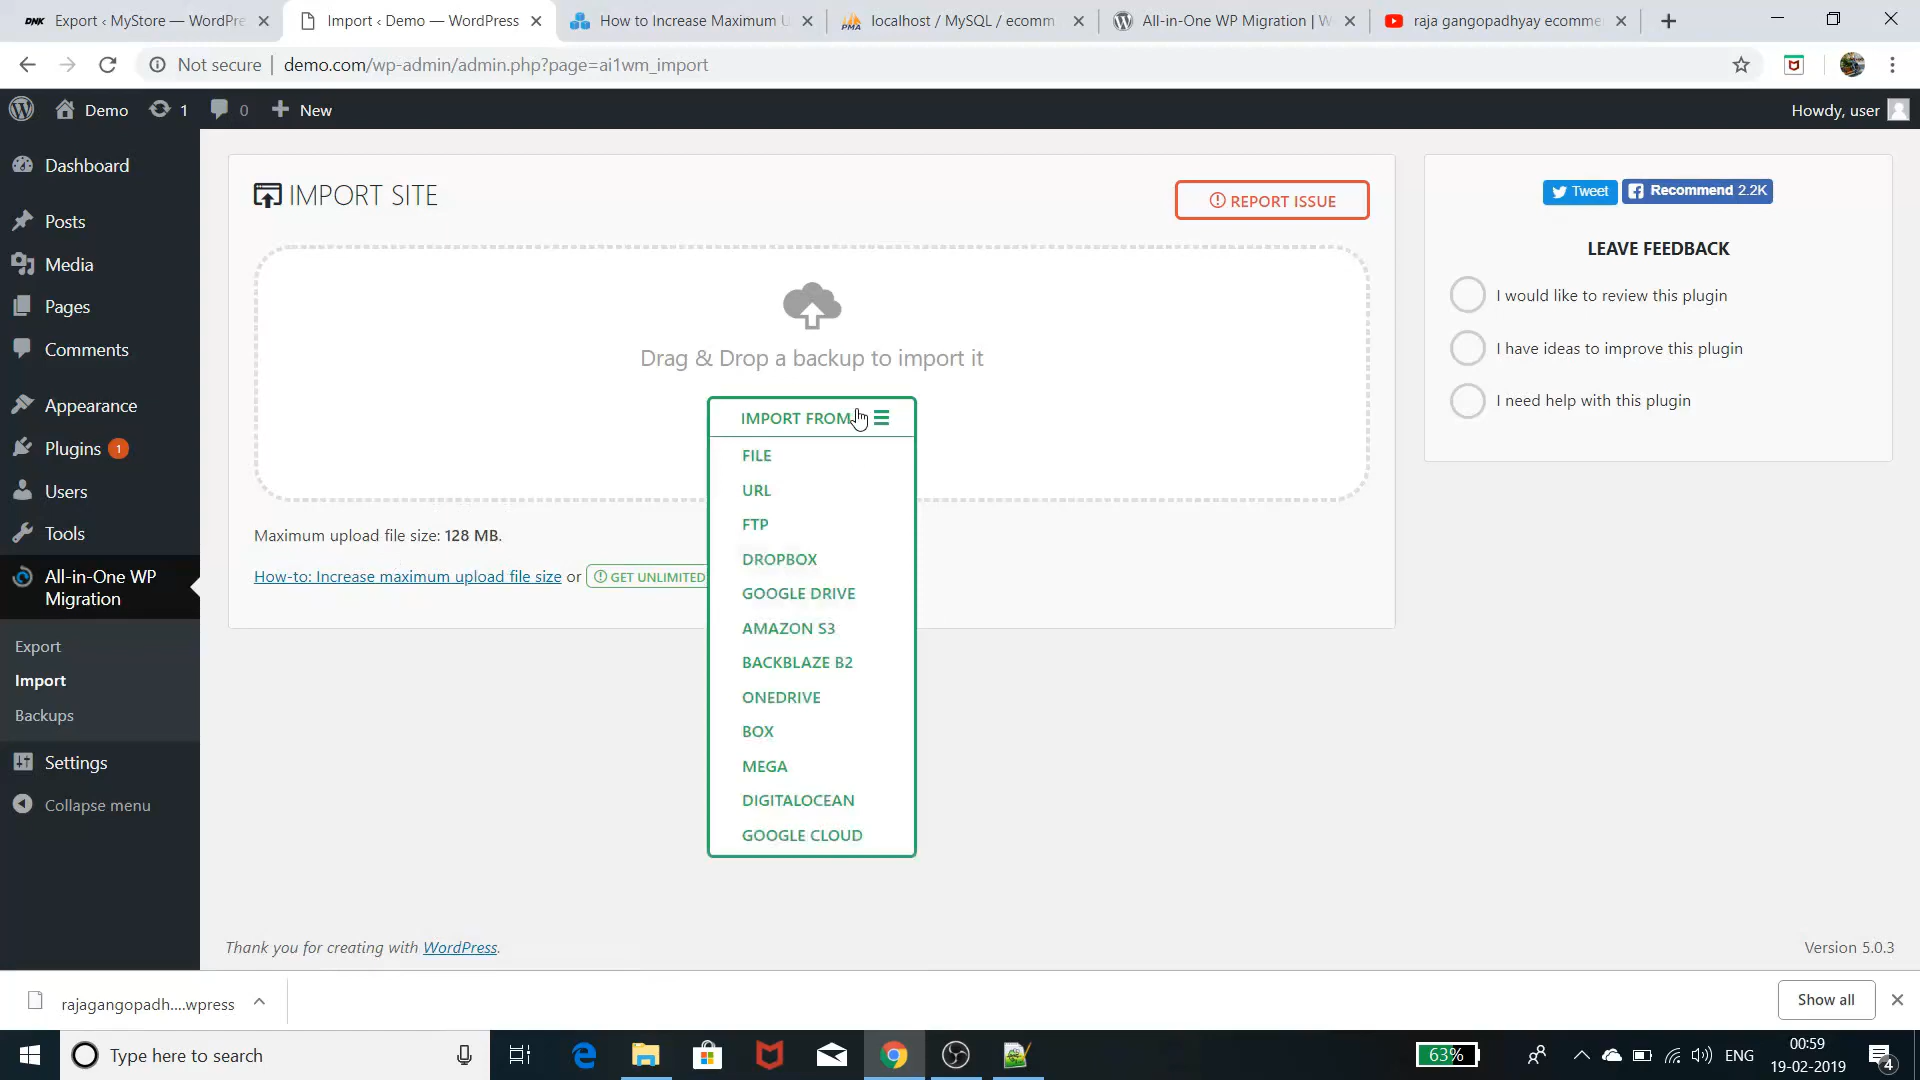 DNK Export ‹ MyStore — WordPre
Import ‹ Demo — WordPress
How to Increase Maximum U
PMA localhost / MySQL / ecomm
All-in-One WP Migration | W
raja gangopadhyay ecomme
Not secure | demo.com/wp-admin/admin.php?page=ai1wm_import
Demo 1 0 New
Howdy, user
Dashboard
Posts
Media
Pages
Comments
Appearance
Plugins 1
Users
Tools
All-in-One WP
Migration
Export
Import
Backups
Settings
Collapse menu
IMPORT SITE
REPORT ISSUE
Drag & Drop a backup to import it
IMPORT FROM
FILE
URL
FTP
DROPBOX
GOOGLE DRIVE
AMAZON S3
BACKBLAZE B2
ONEDRIVE
BOX
MEGA
DIGITALOCEAN
GOOGLE CLOUD
Maximum upload file size: 128 MB.
How-to: Increase maximum upload file size or GET UNLIMITED
Tweet
Recommend 2.2K
LEAVE FEEDBACK
I would like to review this plugin
I have ideas to improve this plugin
I need help with this plugin
Thank you for creating with WordPress.
Version 5.0.3
rajagangopadh....wpress
Show all
Type here to search
63%
ENG
00:59
19-02-2019
4